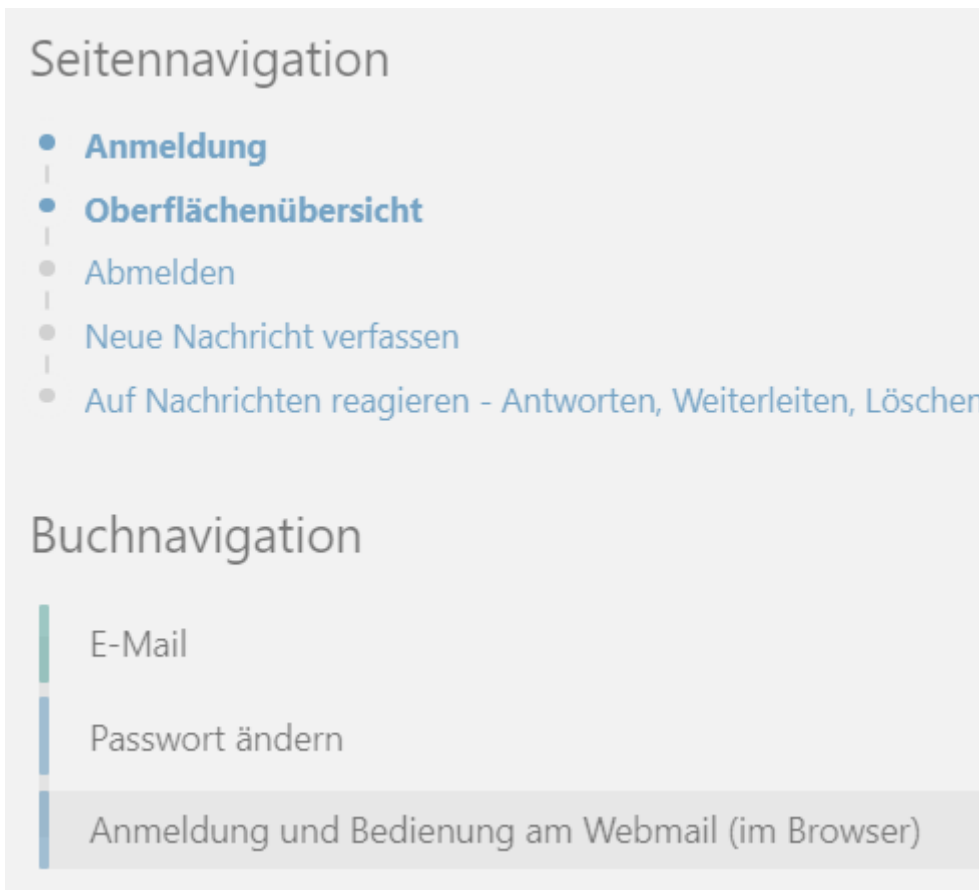 Seitennavigation
Anmeldung
Oberflächenübersicht
Abmelden
Neue Nachricht verfassen
Auf Nachrichten reagieren - Antworten, Weiterleiten, Löschen
Buchnavigation
E-Mail
Passwort ändern
Anmeldung und Bedienung am Webmail (im Browser)